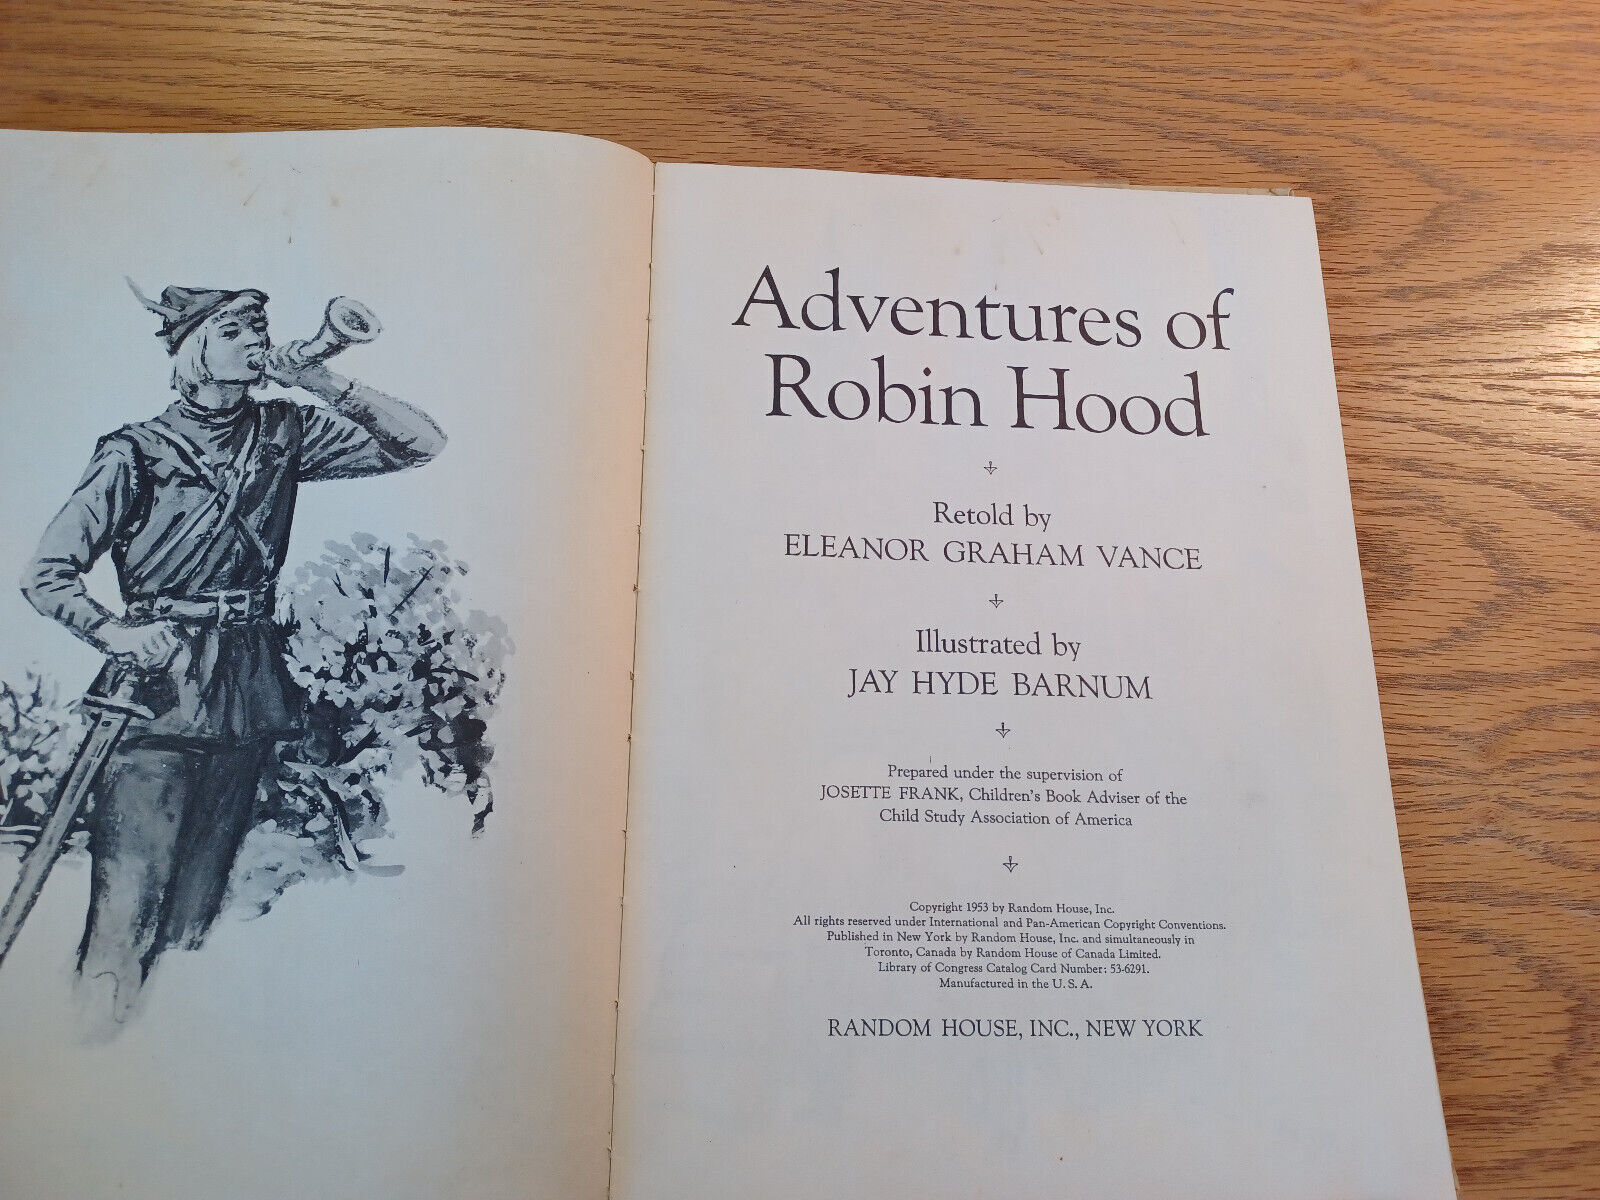 Adventures of
Robin Hood
Retold by
ELEANOR GRAHAM VANCE
Illustrated by
JAY HYDE BARNUM
Prepared under the supervision of
JOSETTE FRANK, Children's Book Adviser of the
Child Study Association of America
Copyright 1953 by Random House, Inc.
All rights reserved under International and Pan-American Copyright Conventions.
Published in New York by Random House, Inc. and simultaneously in
Toronto, Canada by Random House of Canada Limited.
Library of Congress Catalog Card Number: 53-6291.
Manufactured in the U. S. A.
RANDOM HOUSE, INC., NEW YORK